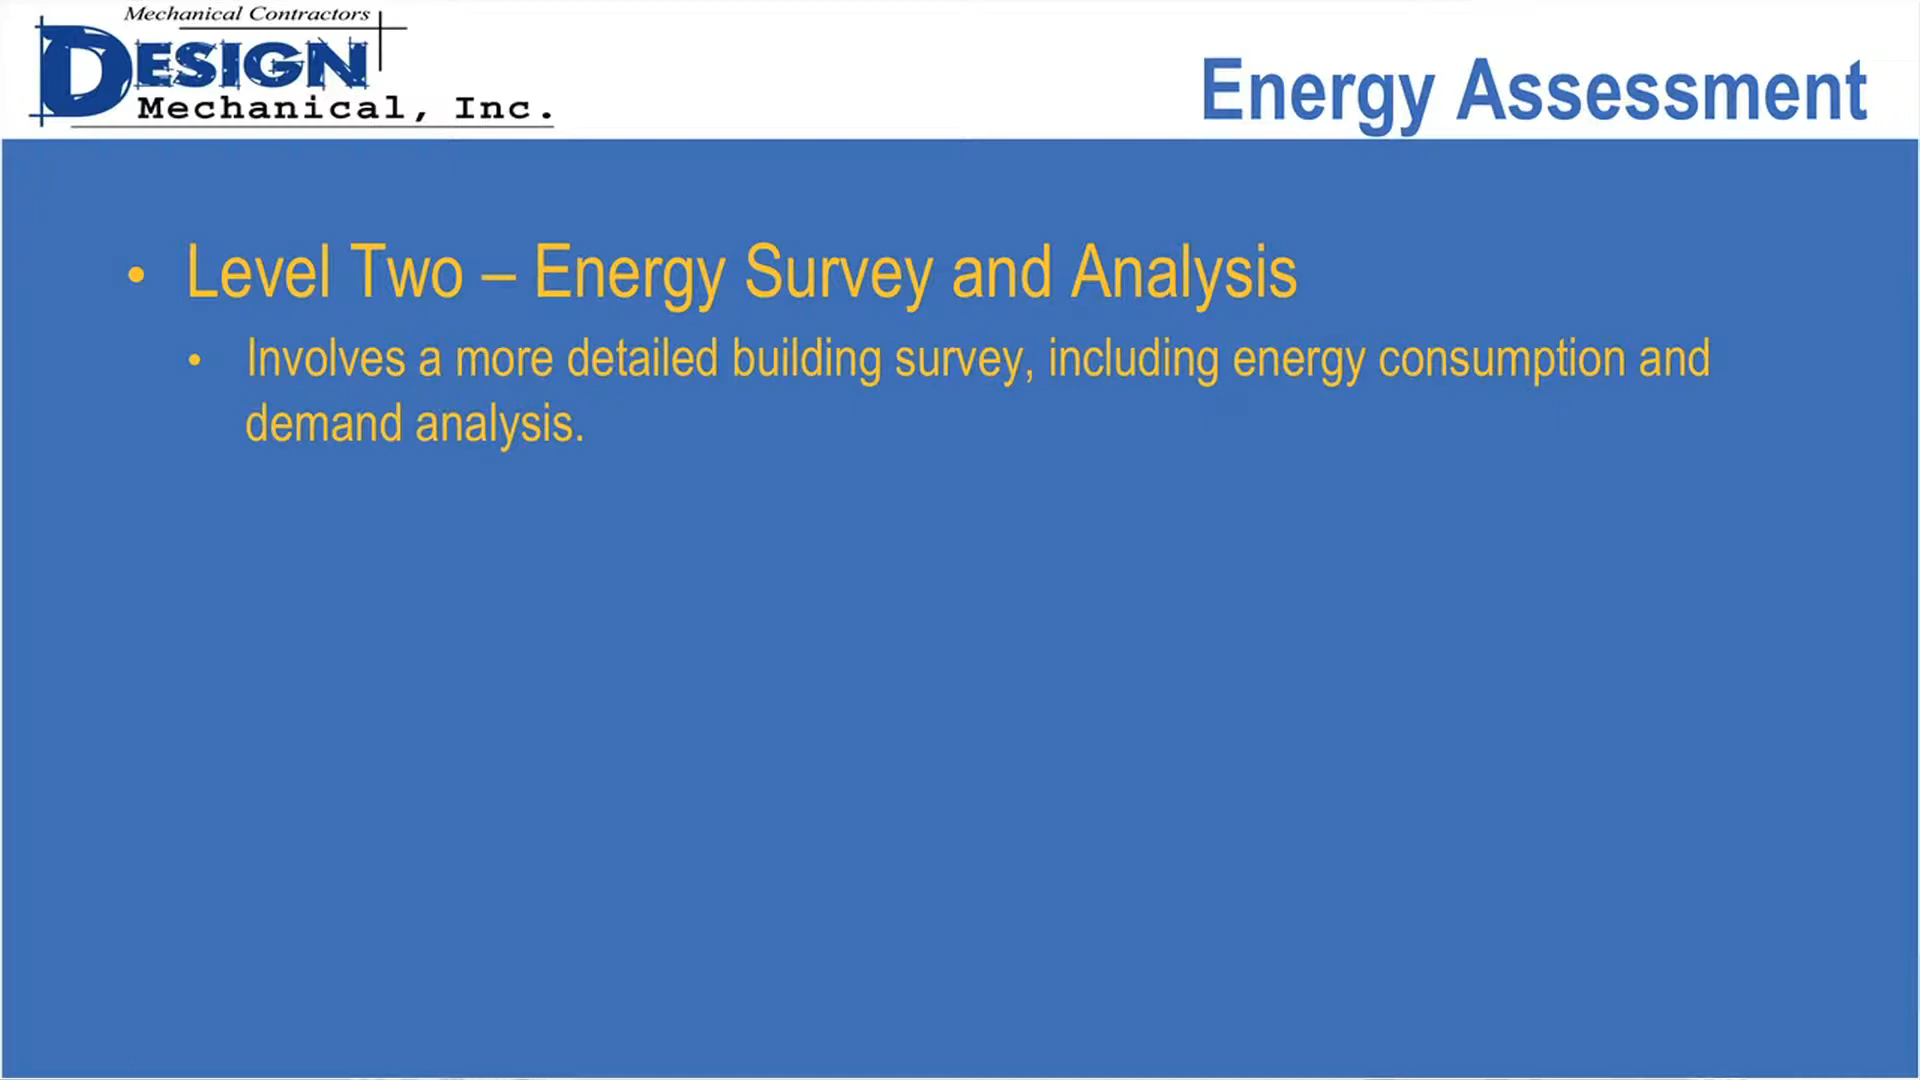 Mechanical Contractors
DESIGN
Mechanical, Inc.
Energy Assessment
• Level Two – Energy Survey and Analysis
• Involves a more detailed building survey, including energy consumption and
demand analysis.